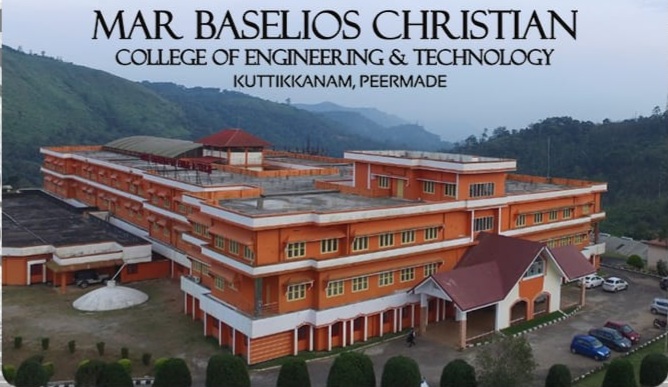 MAR BASELIOS CHRISTIAN
COLLEGE OF ENGINEERING & TECHNOLOGY
KUTTIKKANAM, PEERMADE